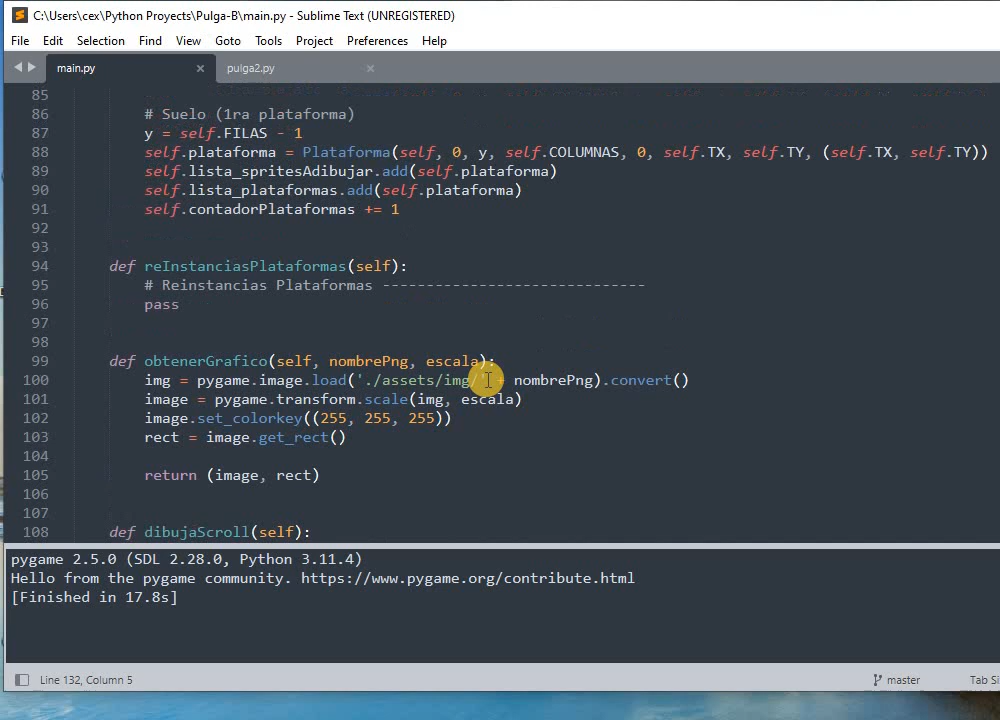 C:\Users\cex\Python Proyects\Pulga-B\main.py - Sublime Text (UNREGISTERED)
File Edit Selection Find View Goto Tools Project Preferences Help
main.py × pulga2.py ×
85
86 # Suelo (1ra plataforma)
87 y = self.FILAS - 1
88 self.plataforma = Plataforma(self, 0, y, self.COLUMNAS, 0, self.TX, self.TY, (self.TX, self.TY))
89 self.lista_spritesAdibujar.add(self.plataforma)
90 self.lista_plataformas.add(self.plataforma)
91 self.contadorPlataformas += 1
92
93
94 def reInstanciasPlataformas(self):
95 # Reinstancias Plataformas ------------------------------
96 pass
97
98
99 def obtenerGrafico(self, nombrePng, escala):
100 img = pygame.image.load('./assets/img/' + nombrePng).convert()
101 image = pygame.transform.scale(img, escala)
102 image.set_colorkey((255, 255, 255))
103 rect = image.get_rect()
104
105 return (image, rect)
106
107
108 def dibujaScroll(self):
pygame 2.5.0 (SDL 2.28.0, Python 3.11.4)
Hello from the pygame community. https://www.pygame.org/contribute.html
[Finished in 17.8s]
Line 132, Column 5 master Tab Si